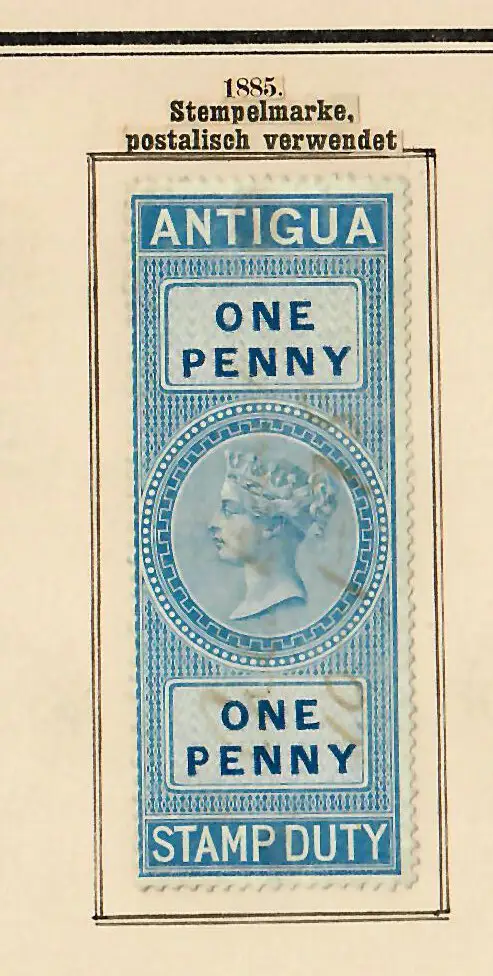 1885.
Stempelmarke,
postalisch verwendet
ANTIGUA
ONE
PENNY
ONE
PENNY
STAMP DUTY